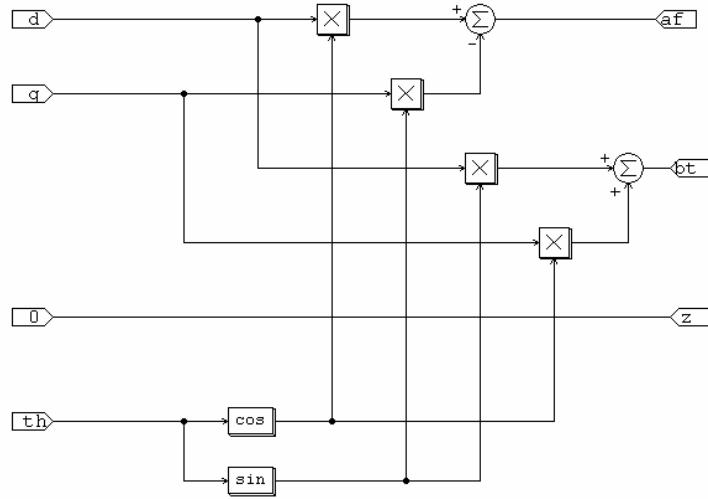 d × + Σ af
-
q ×
× + Σ bt
+
×
0 z
th cos
sin